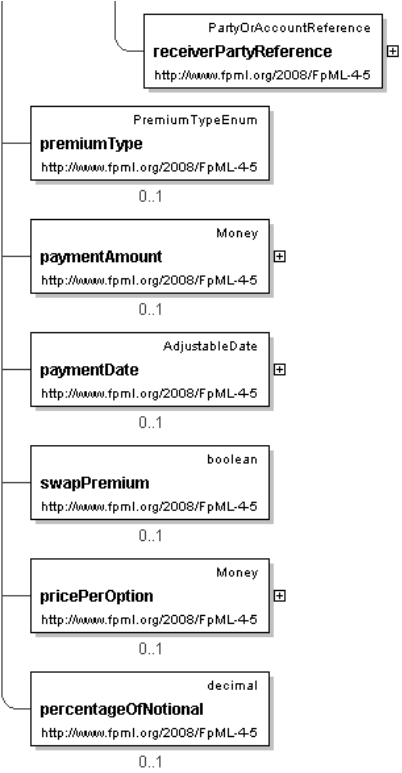 PartyOrAccountReference
receiverPartyReference
http://www.fpml.org/2008/FpML-4-5
PremiumTypeEnum
premiumType
http://www.fpml.org/2008/FpML-4-5
0..1
Money
paymentAmount
http://www.fpml.org/2008/FpML-4-5
0..1
AdjustableDate
paymentDate
http://www.fpml.org/2008/FpML-4-5
0..1
boolean
swapPremium
http://www.fpml.org/2008/FpML-4-5
0..1
Money
pricePerOption
http://www.fpml.org/2008/FpML-4-5
0..1
decimal
percentageOfNotional
http://www.fpml.org/2008/FpML-4-5
0..1